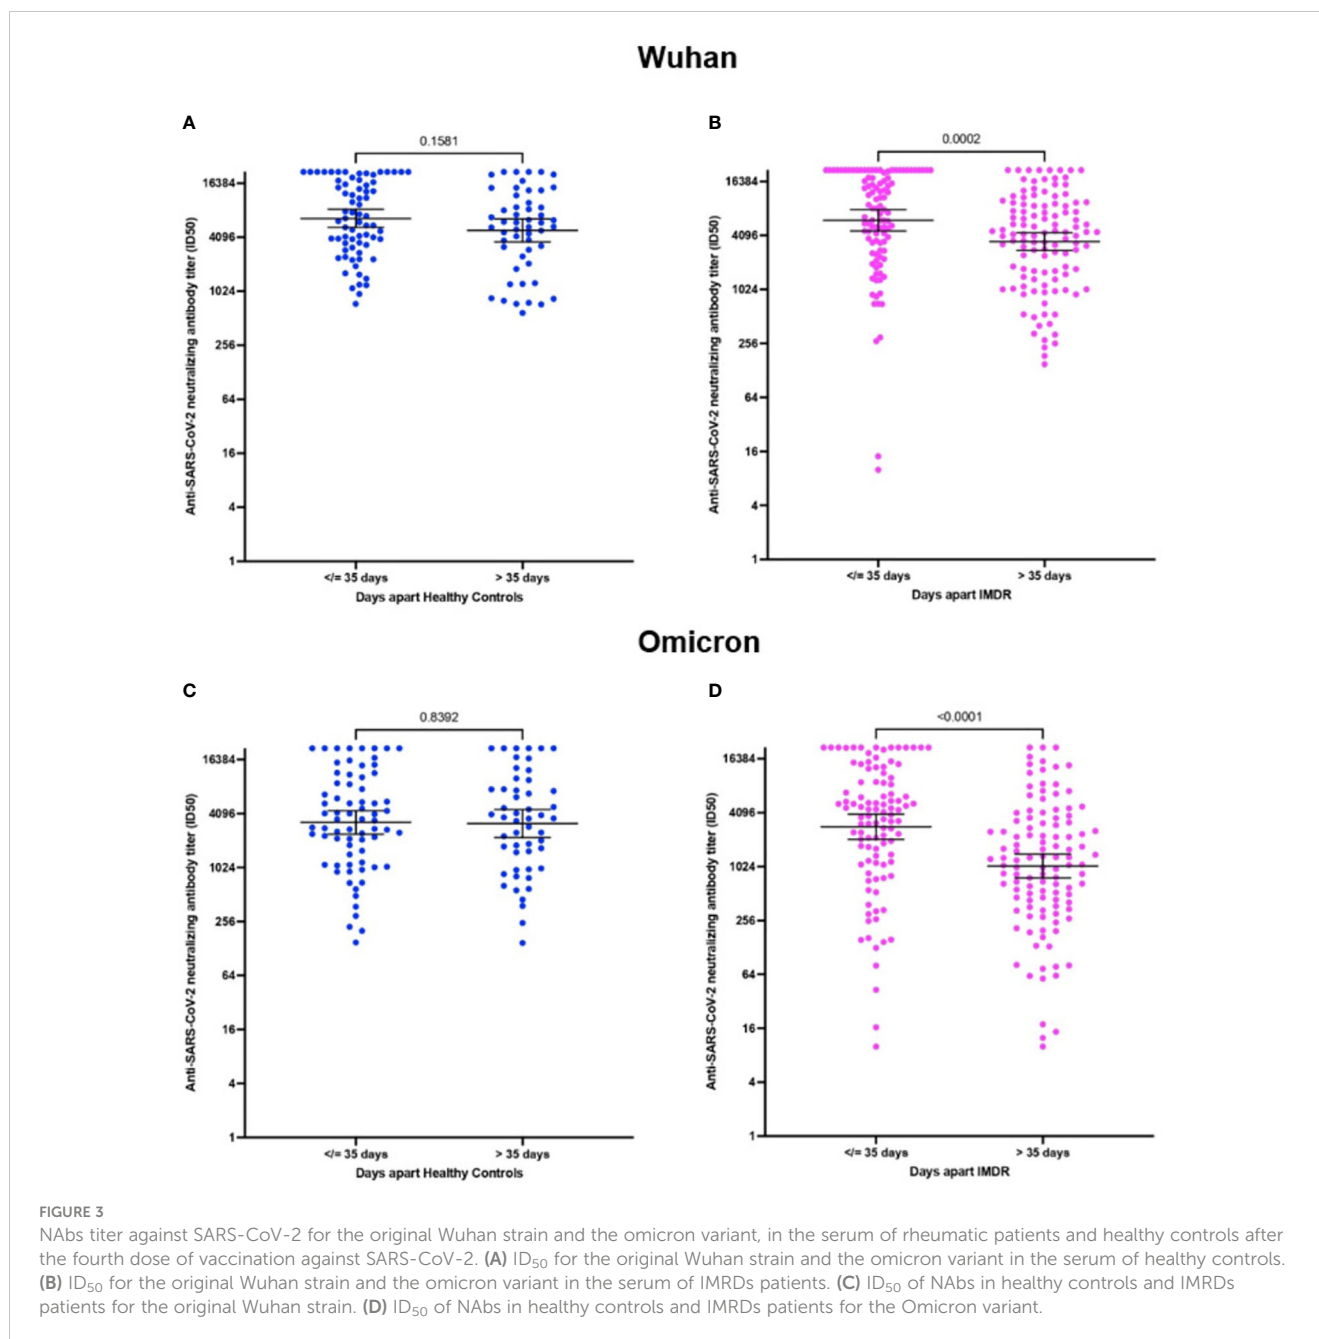 Wuhan
A
0.1581
16384
4096
1024
256
64
16
4
1
Anti-SARS-CoV-2 neutralizing antibody titer (ID50)
</= 35 days
> 35 days
Days apart Healthy Controls
B
0.0002
16384
4096
1024
256
64
16
4
1
Anti-SARS-CoV-2 neutralizing antibody titer (ID50)
</= 35 days
> 35 days
Days apart IMDR
Omicron
C
0.8392
16384
4096
1024
256
64
16
4
1
Anti-SARS-CoV-2 neutralizing antibody titer (ID50)
</= 35 days
> 35 days
Days apart Healthy Controls
D
<0.0001
16384
4096
1024
256
64
16
4
1
Anti-SARS-CoV-2 neutralizing antibody titer (ID50)
</= 35 days
> 35 days
Days apart IMDR
FIGURE 3
NAbs titer against SARS-CoV-2 for the original Wuhan strain and the omicron variant, in the serum of rheumatic patients and healthy controls after
the fourth dose of vaccination against SARS-CoV-2. (A) ID50 for the original Wuhan strain and the omicron variant in the serum of healthy controls.
(B) ID50 for the original Wuhan strain and the omicron variant in the serum of IMRDs patients. (C) ID50 of NAbs in healthy controls and IMRDs
patients for the original Wuhan strain. (D) ID50 of NAbs in healthy controls and IMRDs patients for the Omicron variant.